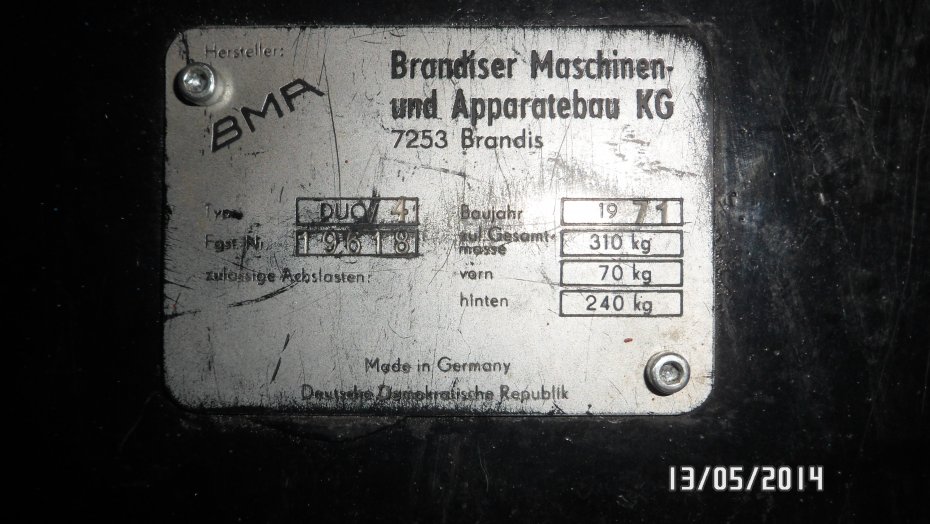 Hersteller:
BMA
Brandiser Maschinen-
und Apparatebau KG
7253 Brandis
Type DUO 4/1
Fgst Nr. 19618
zulässige Achslasten:
Baujahr 1971
zul. Gesamt-
masse 310 kg
vorn 70 kg
hinten 240 kg
Made in Germany
Deutsche Demokratische Republik
13/05/2014